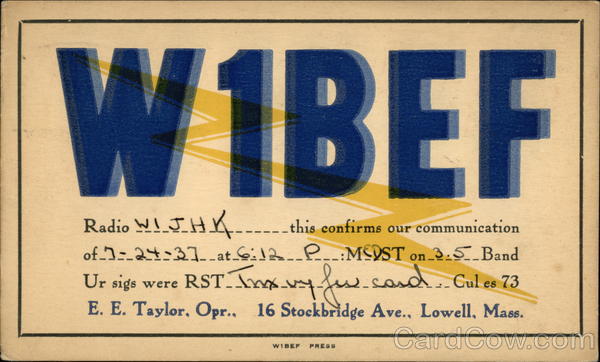 W1BEF
Radio W1JHK this confirms our communication
of 7-24-37 at 6:12 P. M. DST on 3.5 Band
Ur sigs were RST Tnx vy fer card Cul es 73
E. E. Taylor, Opr., 16 Stockbridge Ave., Lowell, Mass.
W1BEF PRESS
CardCow.com